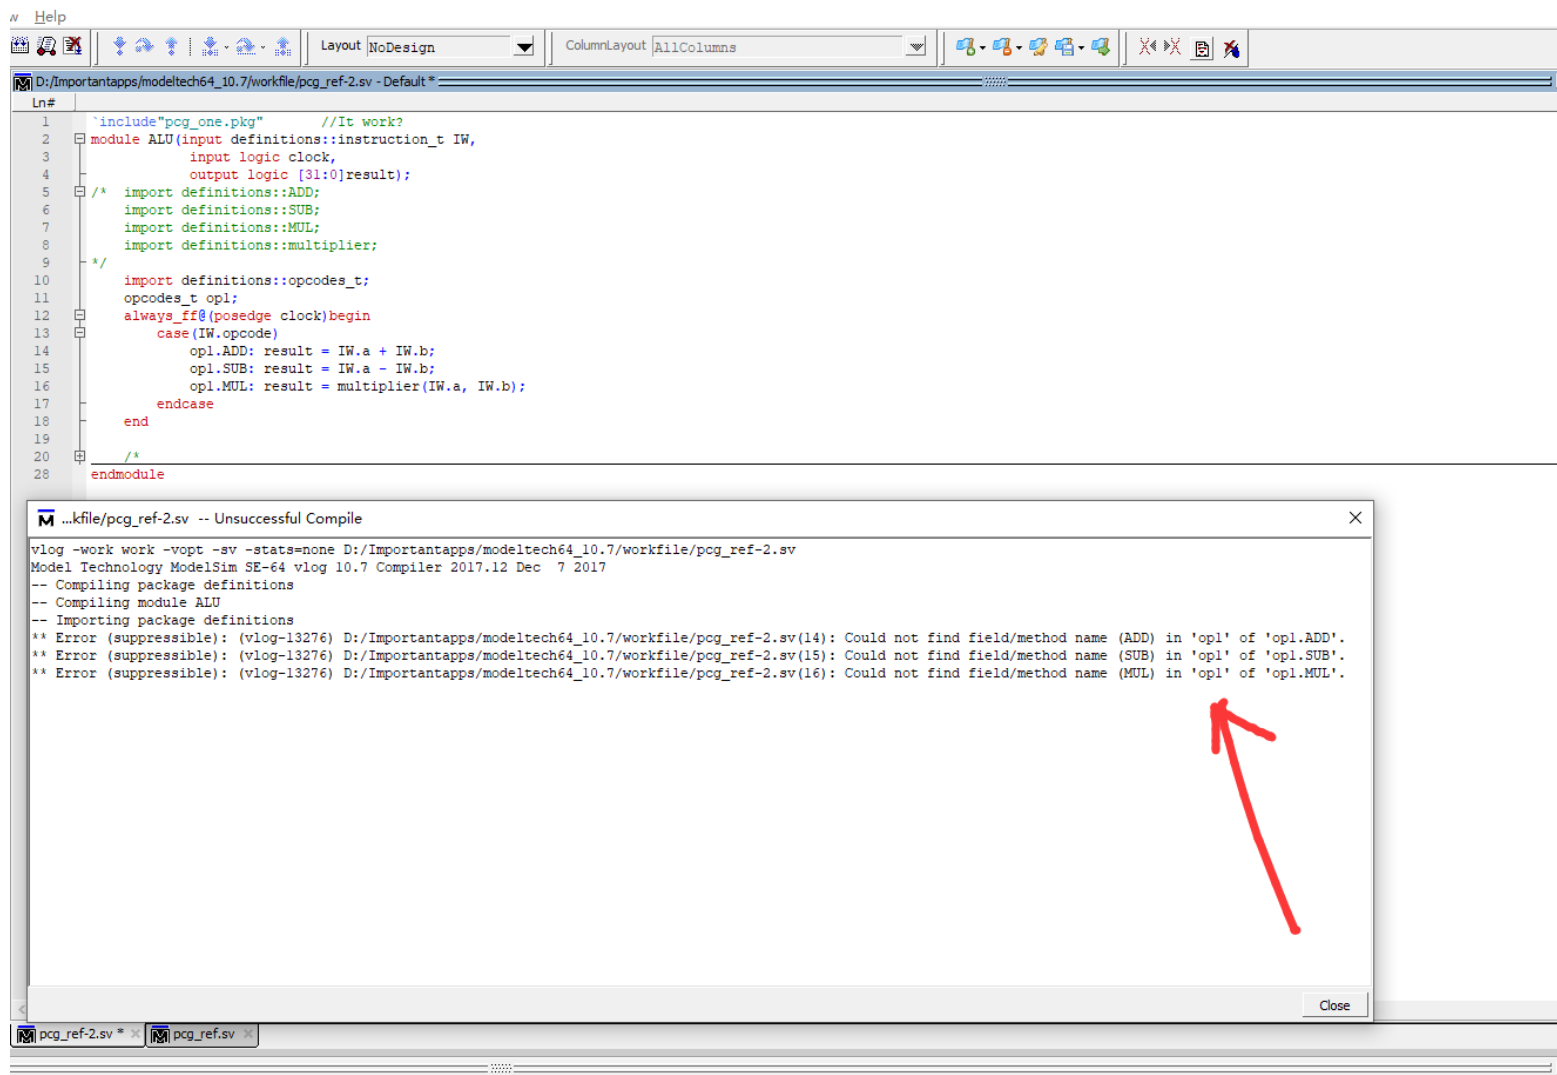 w Help
Layout NoDesign ColumnLayout AllColumns
D:/Importantapps/modeltech64_10.7/workfile/pcg_ref-2.sv - Default *
Ln#
1 `include"pcg_one.pkg" //It work?
2 module ALU(input definitions::instruction_t IW,
3 input logic clock,
4 output logic [31:0]result);
5 /* import definitions::ADD;
6 import definitions::SUB;
7 import definitions::MUL;
8 import definitions::multiplier;
9 */
10 import definitions::opcodes_t;
11 opcodes_t op1;
12 always_ff@(posedge clock)begin
13 case(IW.opcode)
14 op1.ADD: result = IW.a + IW.b;
15 op1.SUB: result = IW.a - IW.b;
16 op1.MUL: result = multiplier(IW.a, IW.b);
17 endcase
18 end
19
20 /*
28 endmodule
...kfile/pcg_ref-2.sv -- Unsuccessful Compile
vlog -work work -vopt -sv -stats=none D:/Importantapps/modeltech64_10.7/workfile/pcg_ref-2.sv
Model Technology ModelSim SE-64 vlog 10.7 Compiler 2017.12 Dec 7 2017
-- Compiling package definitions
-- Compiling module ALU
-- Importing package definitions
** Error (suppressible): (vlog-13276) D:/Importantapps/modeltech64_10.7/workfile/pcg_ref-2.sv(14): Could not find field/method name (ADD) in 'op1' of 'op1.ADD'.
** Error (suppressible): (vlog-13276) D:/Importantapps/modeltech64_10.7/workfile/pcg_ref-2.sv(15): Could not find field/method name (SUB) in 'op1' of 'op1.SUB'.
** Error (suppressible): (vlog-13276) D:/Importantapps/modeltech64_10.7/workfile/pcg_ref-2.sv(16): Could not find field/method name (MUL) in 'op1' of 'op1.MUL'.
Close
pcg_ref-2.sv * pcg_ref.sv